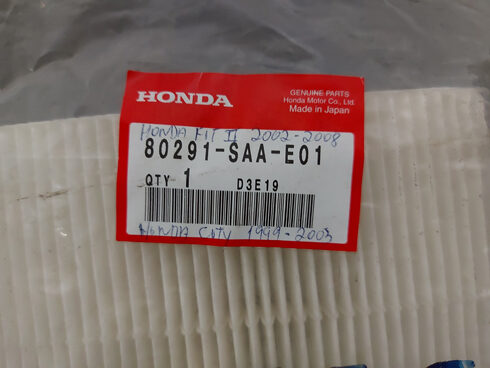 HONDA
GENUINE PARTS
Honda Motor Co., Ltd.
Made in Japan
HONDA FIT II 2002-2008
80291-SAA-E01
QTY 1 D3E19
HONDA City 1999-2003